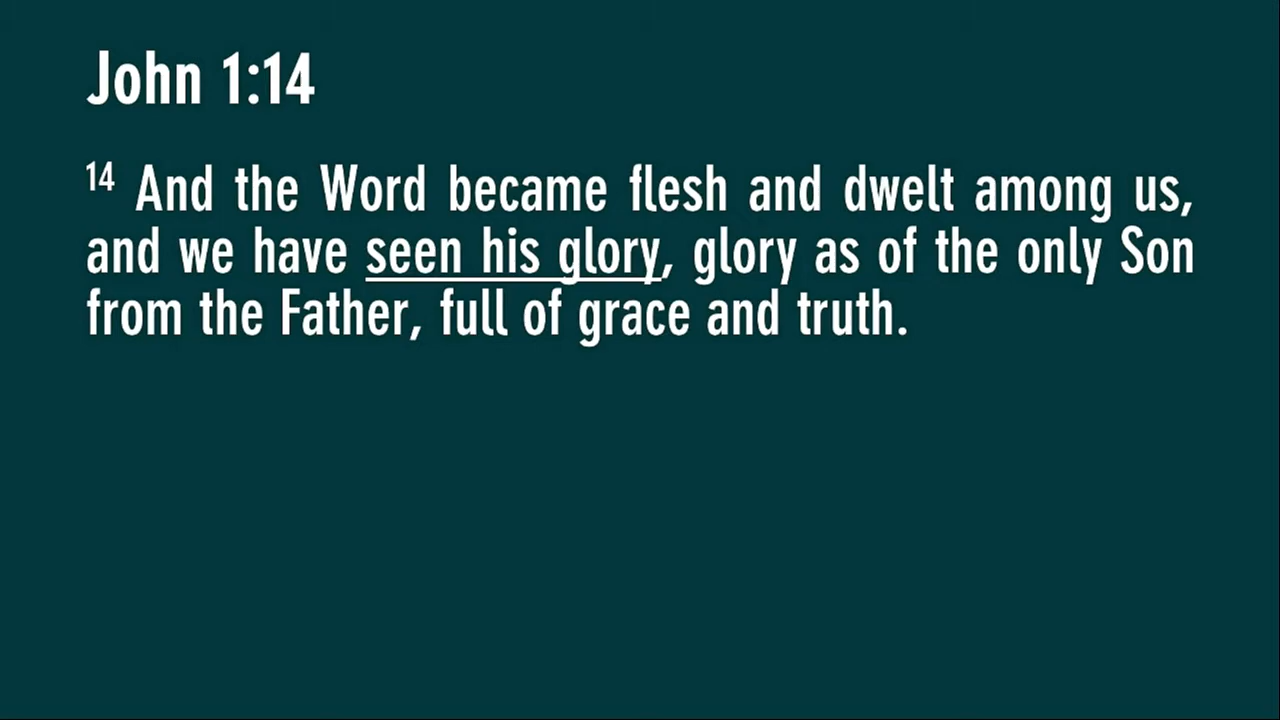 John 1:14
14 And the Word became flesh and dwelt among us,
and we have seen his glory, glory as of the only Son
from the Father, full of grace and truth.